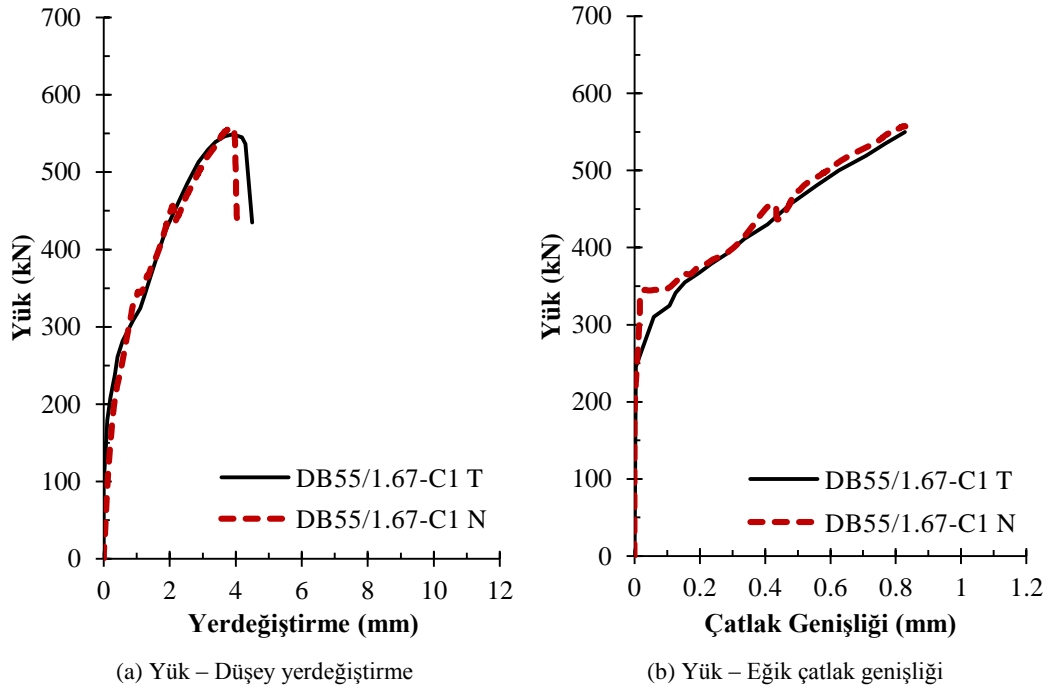 700
600
500
400
300
200
100
0
Yük (kN)
DB55/1.67-C1 T
DB55/1.67-C1 N
0 2 4 6 8 10 12
Yerdeğiştirme (mm)
(a) Yük – Düşey yerdeğiştirme
700
600
500
400
300
200
100
0
Yük (kN)
DB55/1.67-C1 T
DB55/1.67-C1 N
0 0.2 0.4 0.6 0.8 1 1.2
Çatlak Genişliği (mm)
(b) Yük – Eğik çatlak genişliği